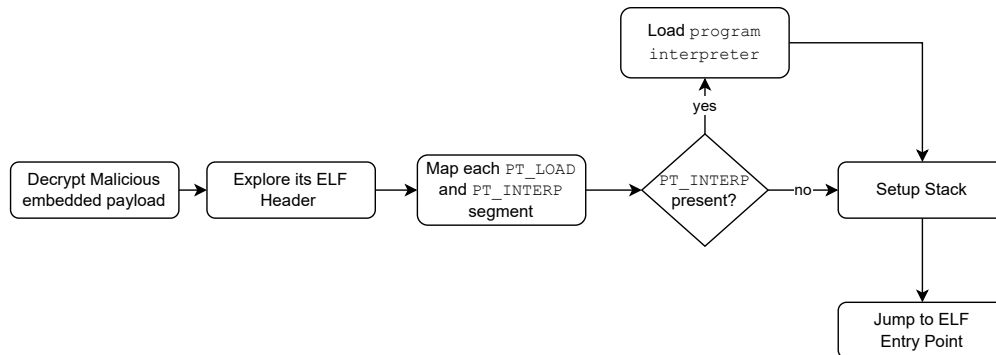 Load program
interpreter
yes
Decrypt Malicious
embedded payload
Explore its ELF
Header
Map each PT_LOAD
and PT_INTERP
segment
PT_INTERP
present?
no
Setup Stack
Jump to ELF
Entry Point